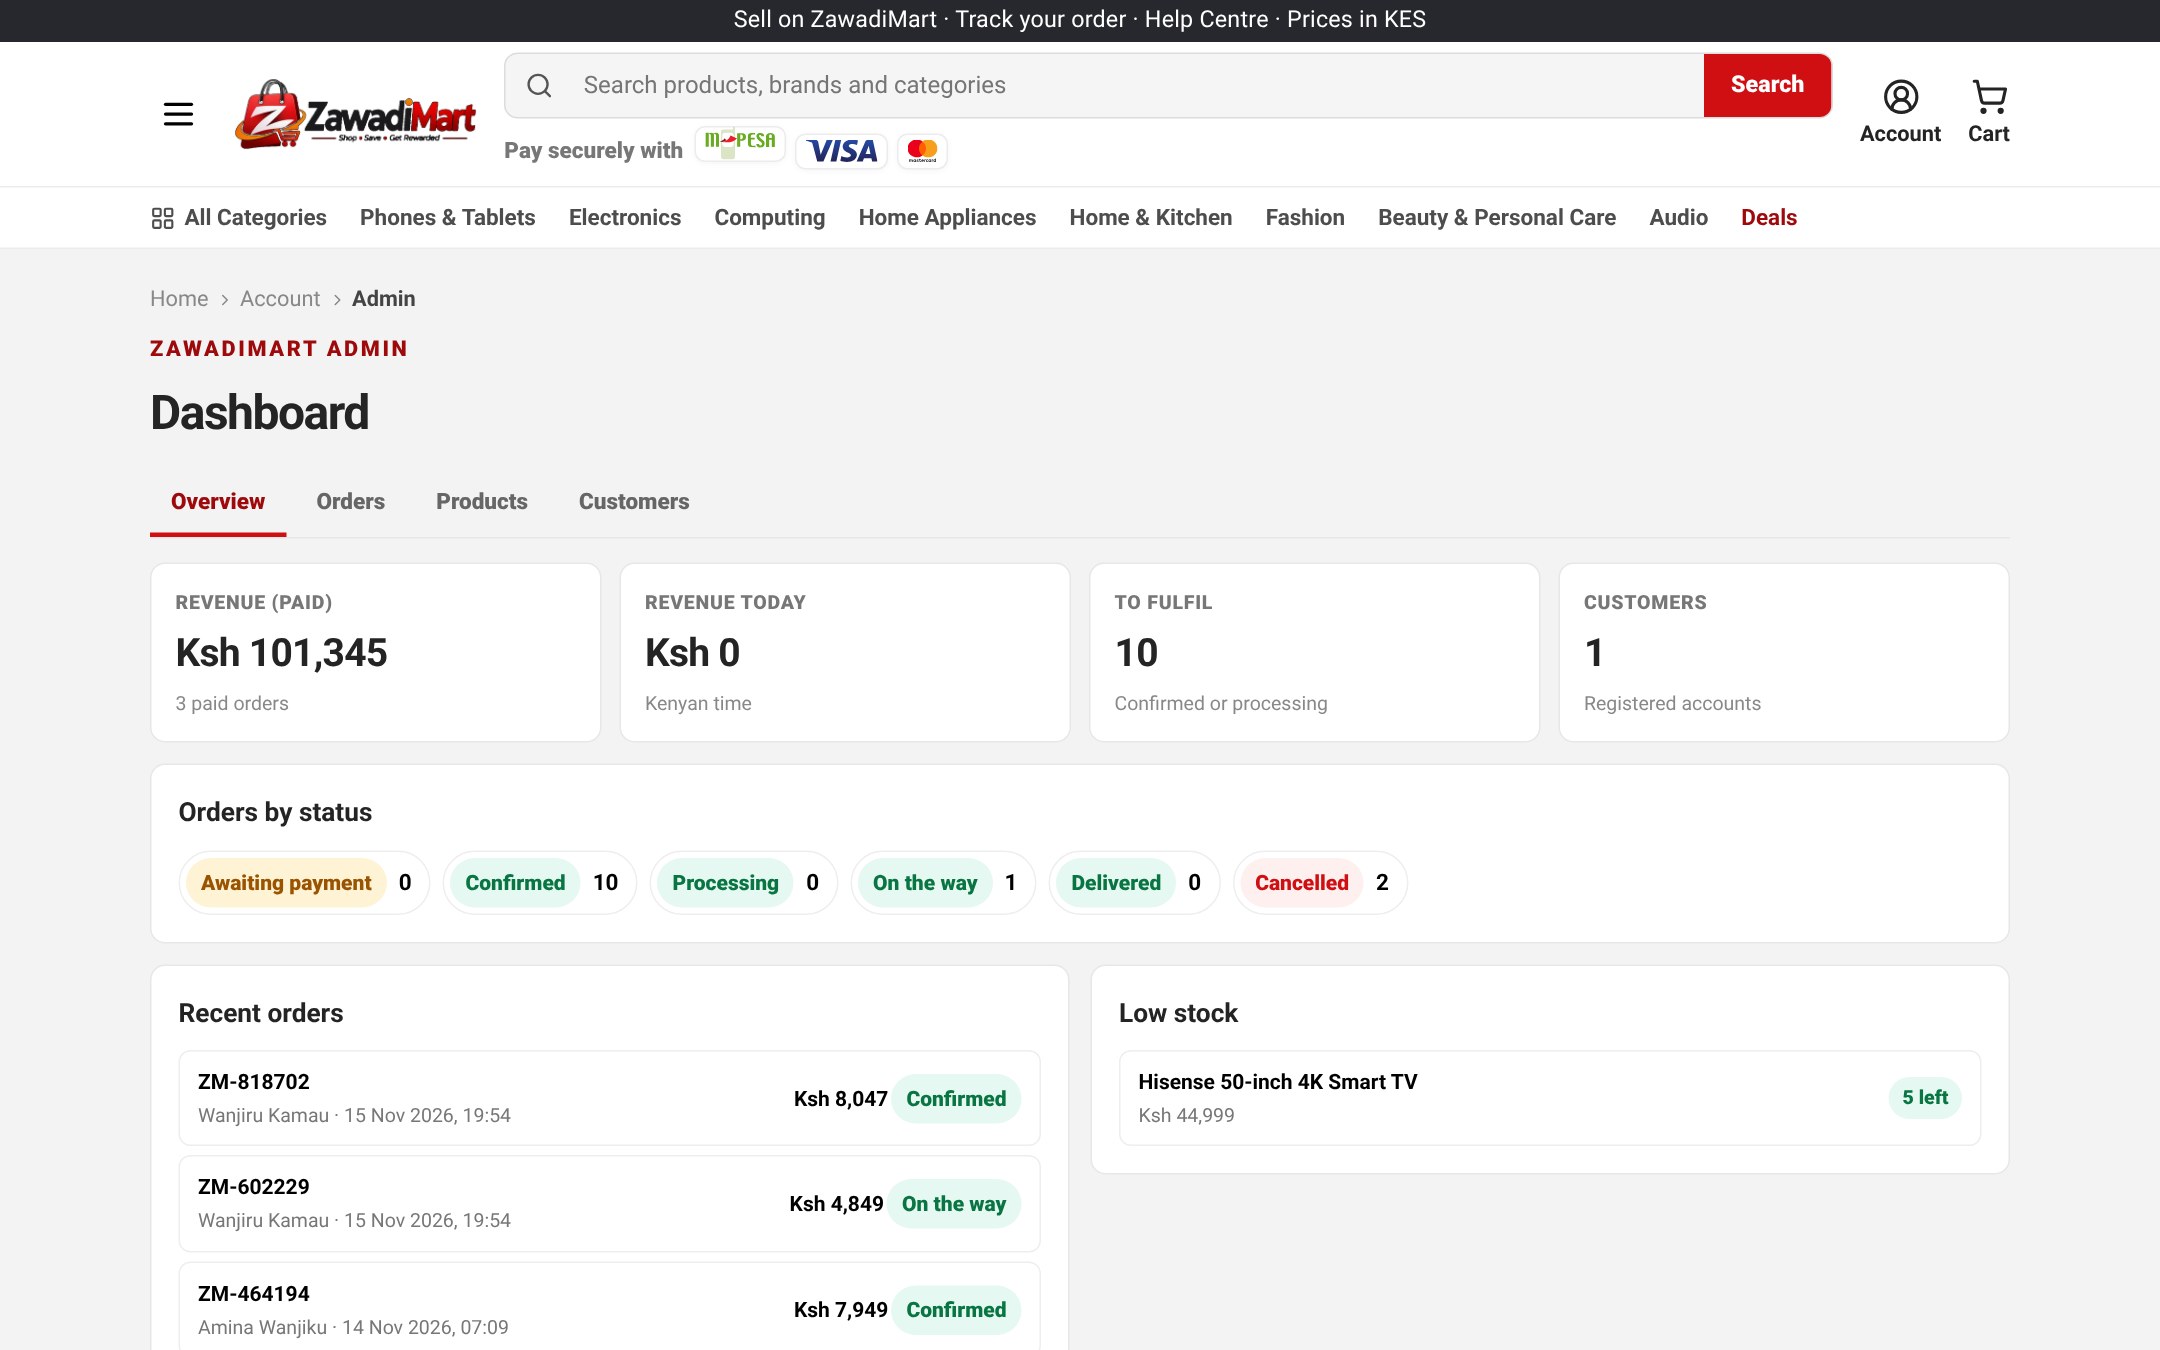 Sell on ZawadiMart · Track your order · Help Centre · Prices in KES
Search products, brands and categories
Search
ZawadiMart
Shop • Save • Get Rewarded
Account
Cart
Pay securely with
M-PESA
VISA
mastercard
All Categories
Phones & Tablets
Electronics
Computing
Home Appliances
Home & Kitchen
Fashion
Beauty & Personal Care
Audio
Deals
Home › Account › Admin
ZAWADIMART ADMIN
Dashboard
Overview
Orders
Products
Customers
REVENUE (PAID)
Ksh 101,345
3 paid orders
REVENUE TODAY
Ksh 0
Kenyan time
TO FULFIL
10
Confirmed or processing
CUSTOMERS
1
Registered accounts
Orders by status
Awaiting payment 0
Confirmed 10
Processing 0
On the way 1
Delivered 0
Cancelled 2
Recent orders
ZM-818702
Wanjiru Kamau · 15 Nov 2026, 19:54
Ksh 8,047 Confirmed
ZM-602229
Wanjiru Kamau · 15 Nov 2026, 19:54
Ksh 4,849 On the way
ZM-464194
Amina Wanjiku · 14 Nov 2026, 07:09
Ksh 7,949 Confirmed
Low stock
Hisense 50-inch 4K Smart TV
Ksh 44,999
5 left